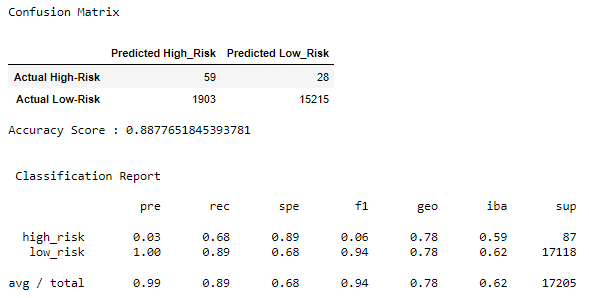 Confusion Matrix
Predicted High_Risk Predicted Low_Risk
Actual High-Risk 59 28
Actual Low-Risk 1903 15215
Accuracy Score : 0.8877651845393781
Classification Report
pre rec spe f1 geo iba sup
high_risk 0.03 0.68 0.89 0.06 0.78 0.59 87
low_risk 1.00 0.89 0.68 0.94 0.78 0.62 17118
avg / total 0.99 0.89 0.68 0.94 0.78 0.62 17205